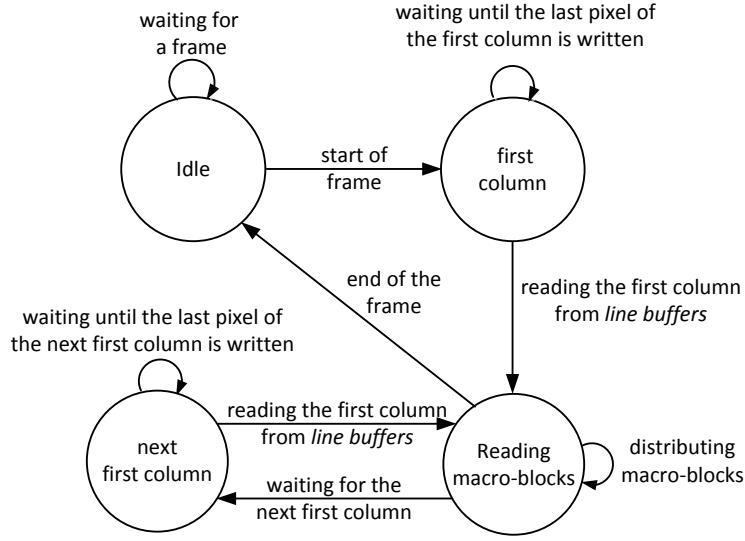 waiting for
a frame
waiting until the last pixel of
the first column is written
Idle
start of
frame
first
column
end of the
frame
reading the first column
from line buffers
waiting until the last pixel of
the next first column is written
next
first column
reading the first column
from line buffers
waiting for the
next first column
Reading
macro-blocks
distributing
macro-blocks